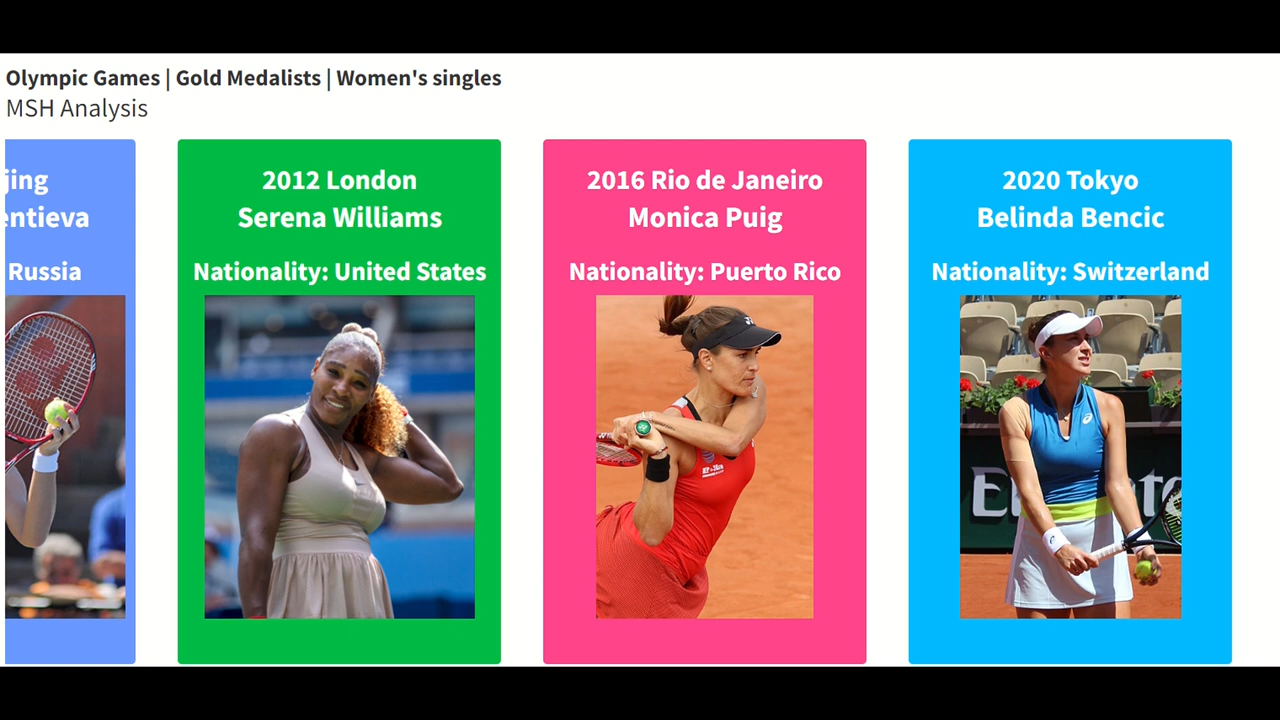 Olympic Games | Gold Medalists | Women's singles
MSH Analysis
jing
entieva
Russia
2012 London
Serena Williams
Nationality: United States
2016 Rio de Janeiro
Monica Puig
Nationality: Puerto Rico
2020 Tokyo
Belinda Bencic
Nationality: Switzerland